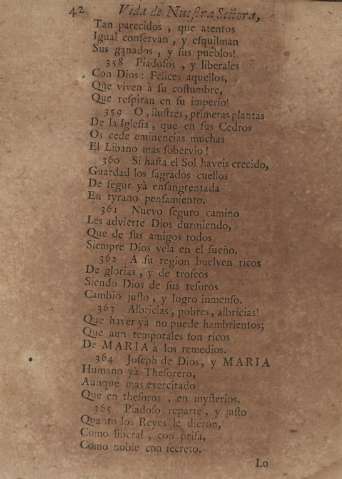 42 Vida de Nuestra Señora,
Tan parecidos, que atentos
Igual conservan, y esquilman
Sus ganados, y sus pueblos!
358 Piadosos, y liberales
Con Dios: Felices aquellos,
Que viven à su costumbre,
Que respiran en su imperio!
359 O, ilustres, primeras plantas
De la Iglesia, que en sus Cedros
Os cede eminencias muchas
El Libano mas sobervio!
360 Si hasta el Sol haveis crecido,
Guardad los sagrados cuellos
De segur yà ensangrentada
En tyrano pensamiento.
361 Nuevo seguro camino
Les advierte Dios durmiendo,
Que de sus amigos todos
Siempre Dios vela en el sueño.
362 A su region buelven ricos
De glorias, y de trofeos
Siendo Dios de sus tesoros
Cambio justo, y logro inmenso.
363 Albricias, pobres, albricias!
Que haver yà no puede hambrientos;
Que aun temporales son ricos
De MARIA los remedios.
364 Joseph de Dios, y MARIA
Humano yà Thesorero,
Aunque mas exercitado
Que en thesoros, en mysterios.
365 Piadoso reparte, y justo
Quanto los Reyes le dieron,
Como liberal, con prisa,
Como noble con secreto.
Lo